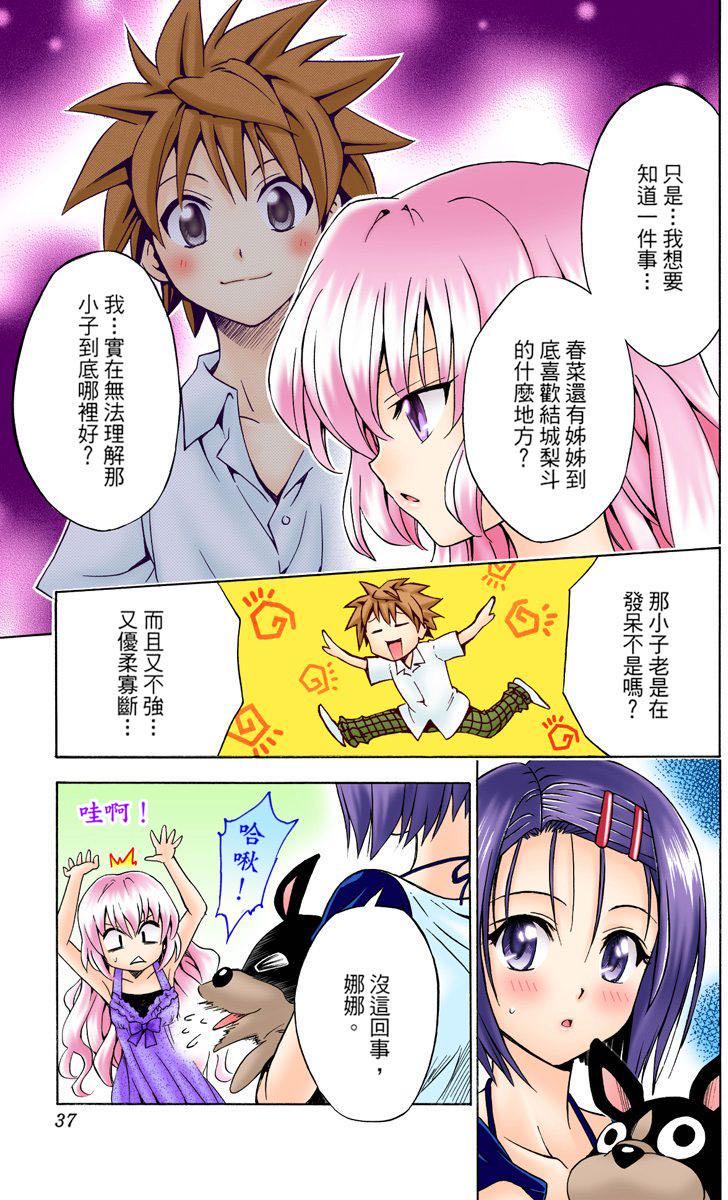 只是…我想要
知道一件事…
春菜還有姊姊到
底喜歡結城梨斗
的什麼地方？
我…實在無法理解那
小子到底哪裡好？
那小子老是在
發呆不是嗎？
而且又不強…
又優柔寡斷…
沒這回事，
娜娜。
哈啾！
哇啊！
37